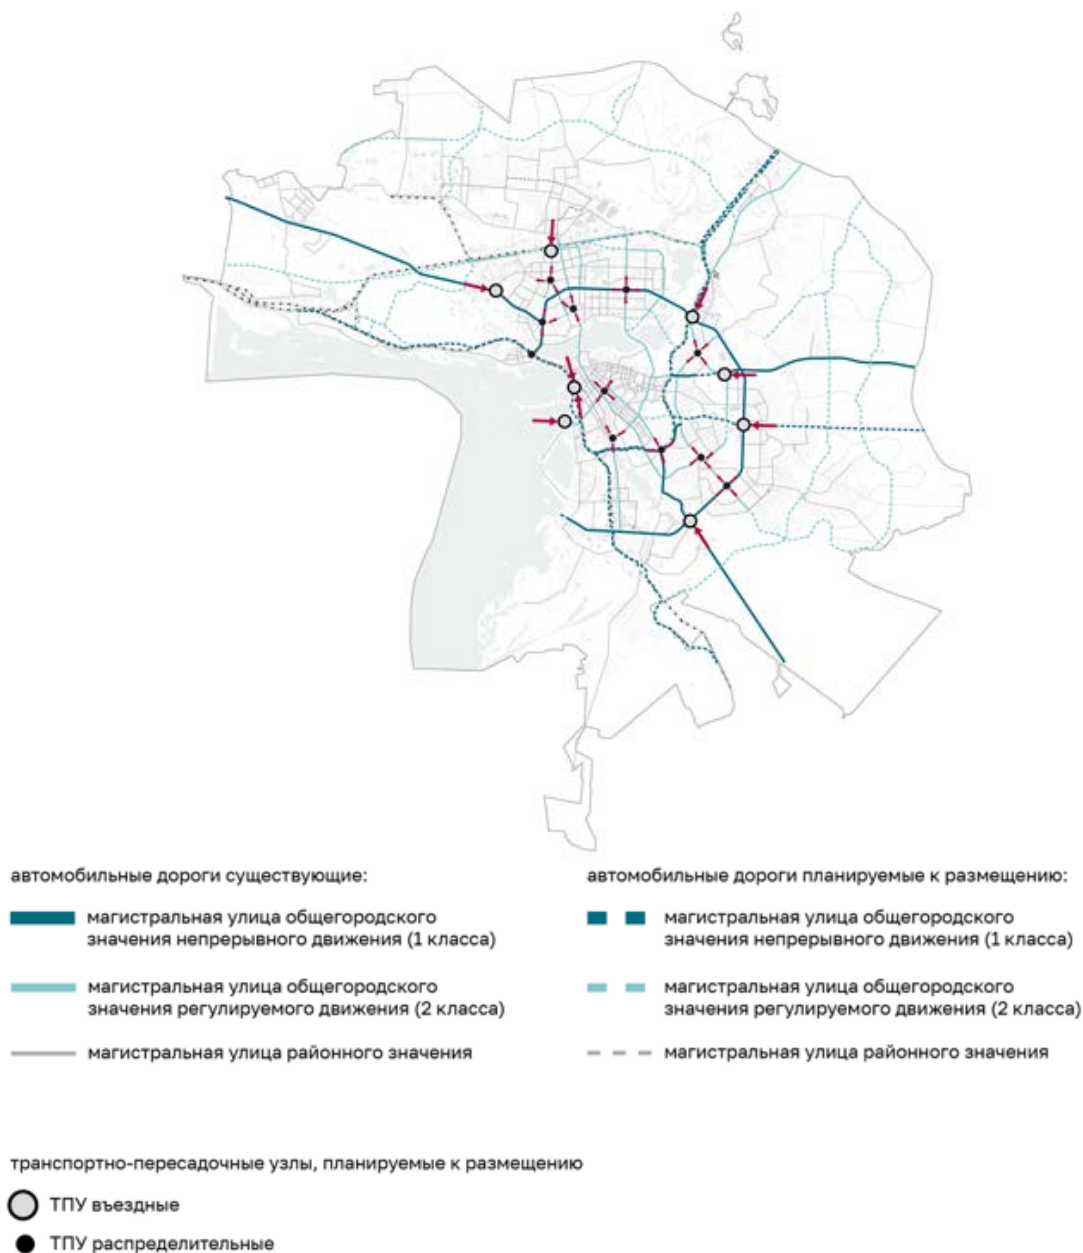 автомобильные дороги существующие:
магистральная улица общегородского
значения непрерывного движения (1 класса)
магистральная улица общегородского
значения регулируемого движения (2 класса)
магистральная улица районного значения
автомобильные дороги планируемые к размещению:
магистральная улица общегородского
значения непрерывного движения (1 класса)
магистральная улица общегородского
значения регулируемого движения (2 класса)
магистральная улица районного значения
транспортно-пересадочные узлы, планируемые к размещению
ТПУ въездные
ТПУ распределительные